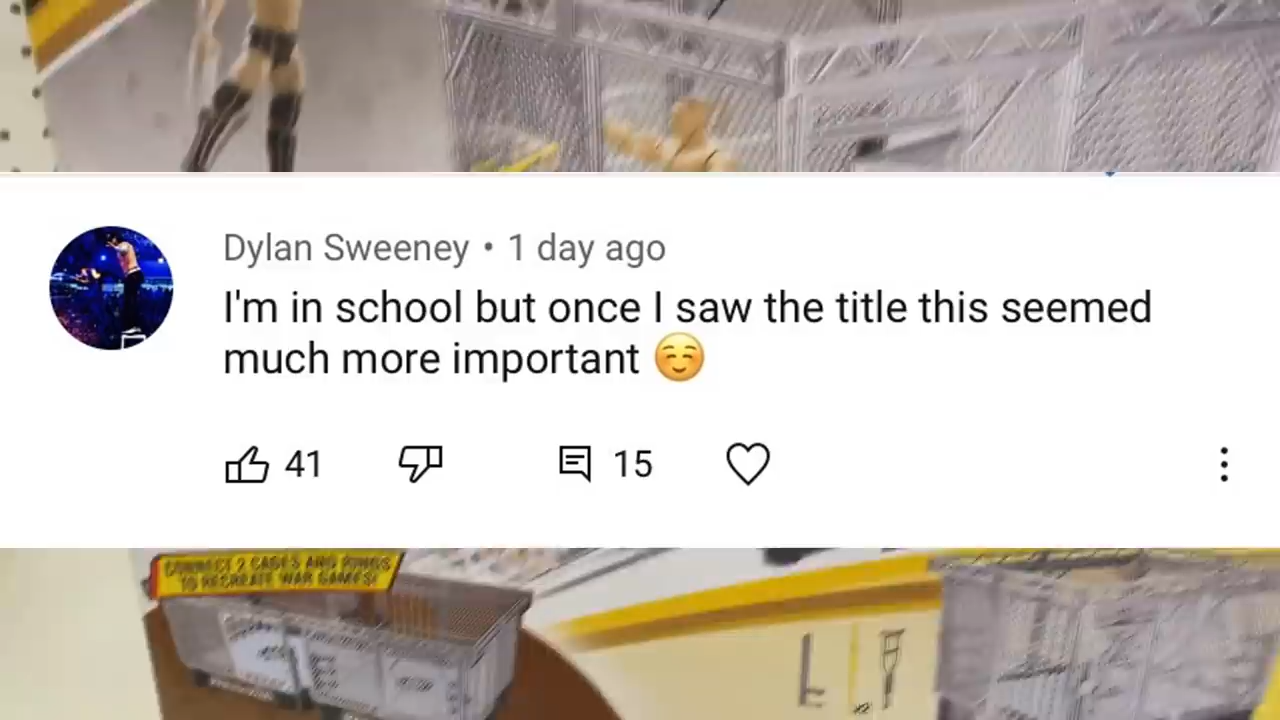 Dylan Sweeney • 1 day ago
I'm in school but once I saw the title this seemed
much more important ☺️
41 15
CONNECT 2 CAGES AND RINGS
TO RECREATE WAR GAMES!